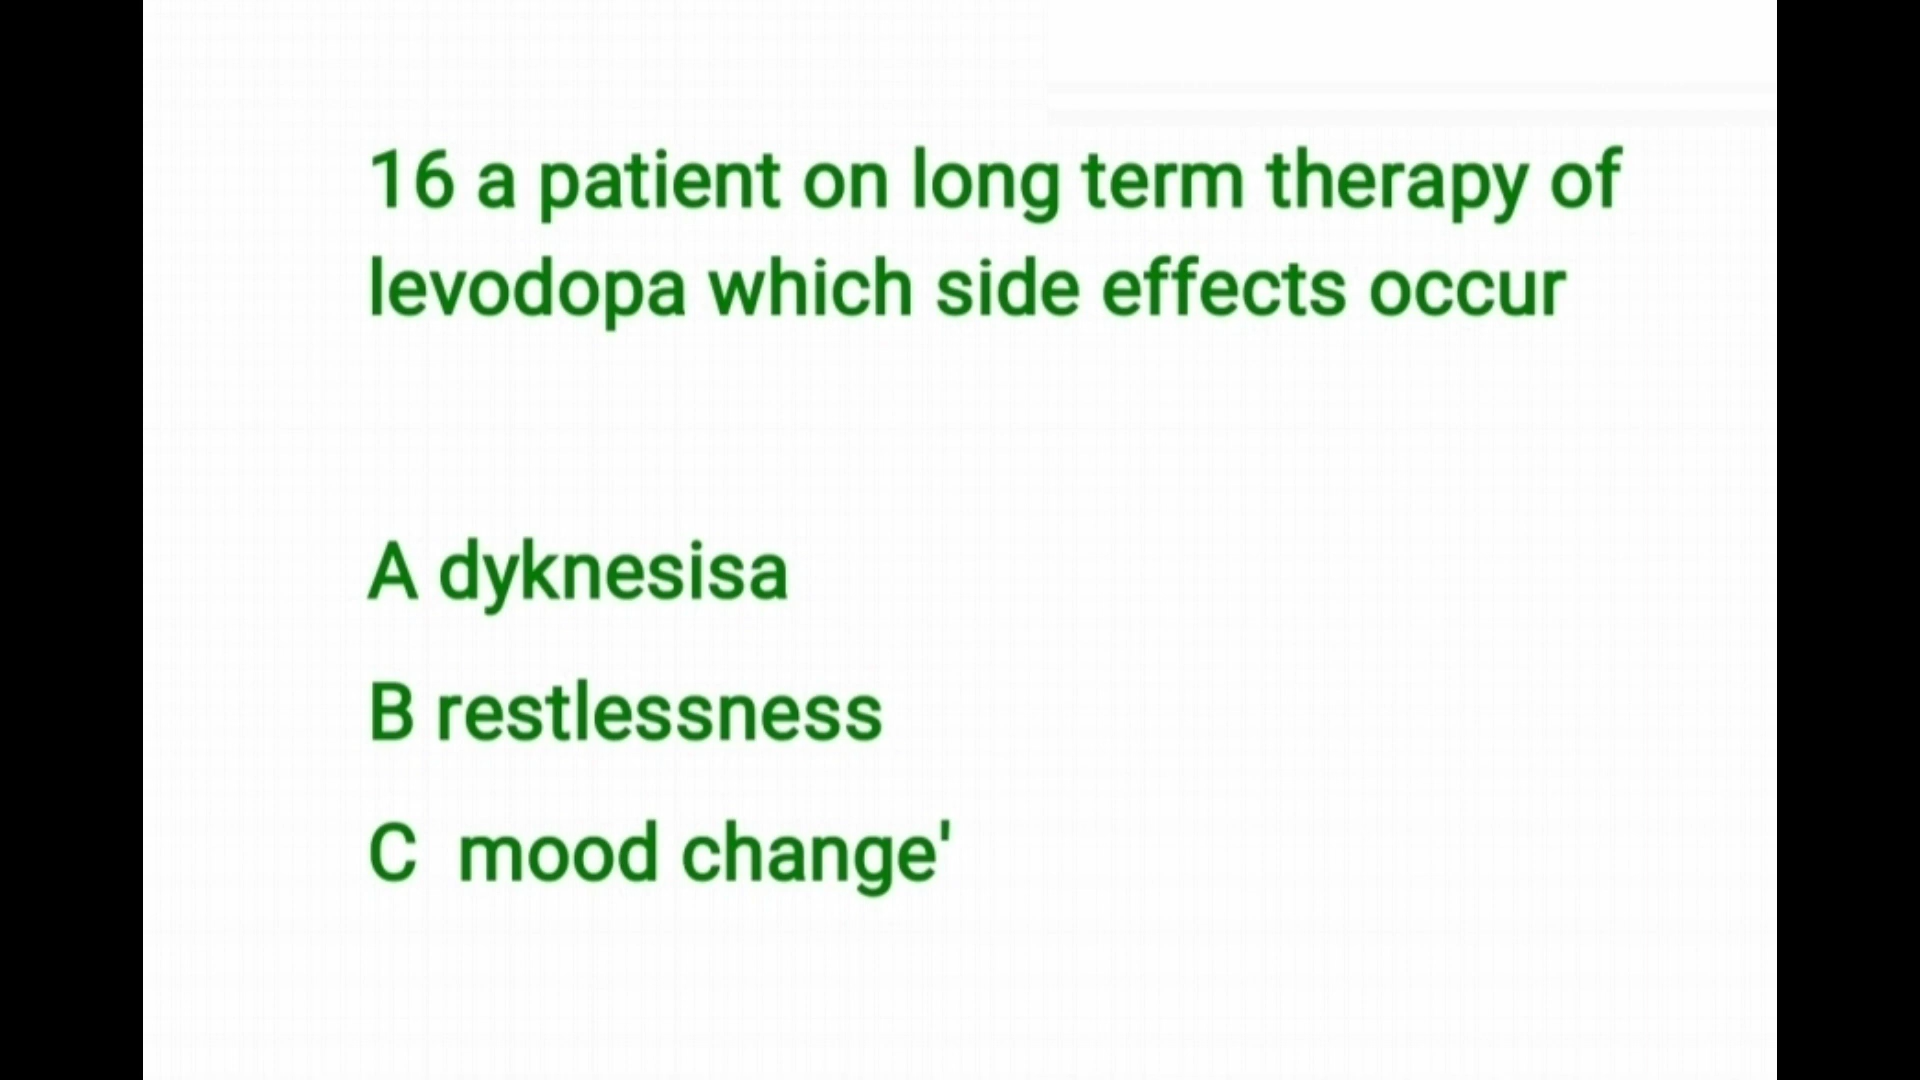 16 a patient on long term therapy of
levodopa which side effects occur
A dyknesisa
B restlessness
C  mood change'